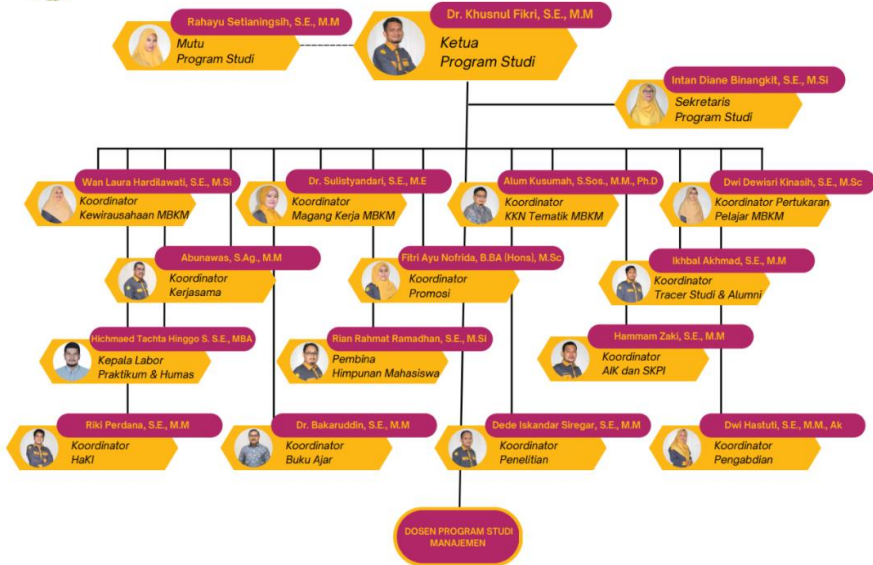 Rahayu Setianingsih, S.E., M.M
Mutu
Program Studi
Dr. Khusnul Fikri, S.E., M.M
Ketua
Program Studi
Intan Diane Binangkit, S.E., M.Si
Sekretaris
Program Studi
Wan Laura Hardilawati, S.E., M.Si
Koordinator
Kewirausahaan MBKM
Dr. Sulistyandari, S.E., M.E
Koordinator
Magang Kerja MBKM
Alum Kusumah, S.Sos., M.M., Ph.D
Koordinator
KKN Tematik MBKM
Dwi Dewisri Kinasih, S.E., M.Sc
Koordinator Pertukaran
Pelajar MBKM
Abunawas, S.Ag., M.M
Koordinator
Kerjasama
Fitri Ayu Nofrida, B.BA (Hons), M.Sc
Koordinator
Promosi
Ikhbal Akhmad, S.E., M.M
Koordinator
Tracer Studi & Alumni
Hichmaed Tachta Hinggo S. S.E., MBA
Kepala Labor
Praktikum & Humas
Rian Rahmat Ramadhan, S.E., M.Si
Pembina
Himpunan Mahasiswa
Hammam Zaki, S.E., M.M
Koordinator
AIK dan SKPI
Riki Perdana, S.E., M.M
Koordinator
HaKI
Dr. Bakaruddin, S.E., M.M
Koordinator
Buku Ajar
Dede Iskandar Siregar, S.E., M.M
Koordinator
Penelitian
Dwi Hastuti, S.E., M.M., Ak
Koordinator
Pengabdian
DOSEN PROGRAM STUDI
MANAJEMEN